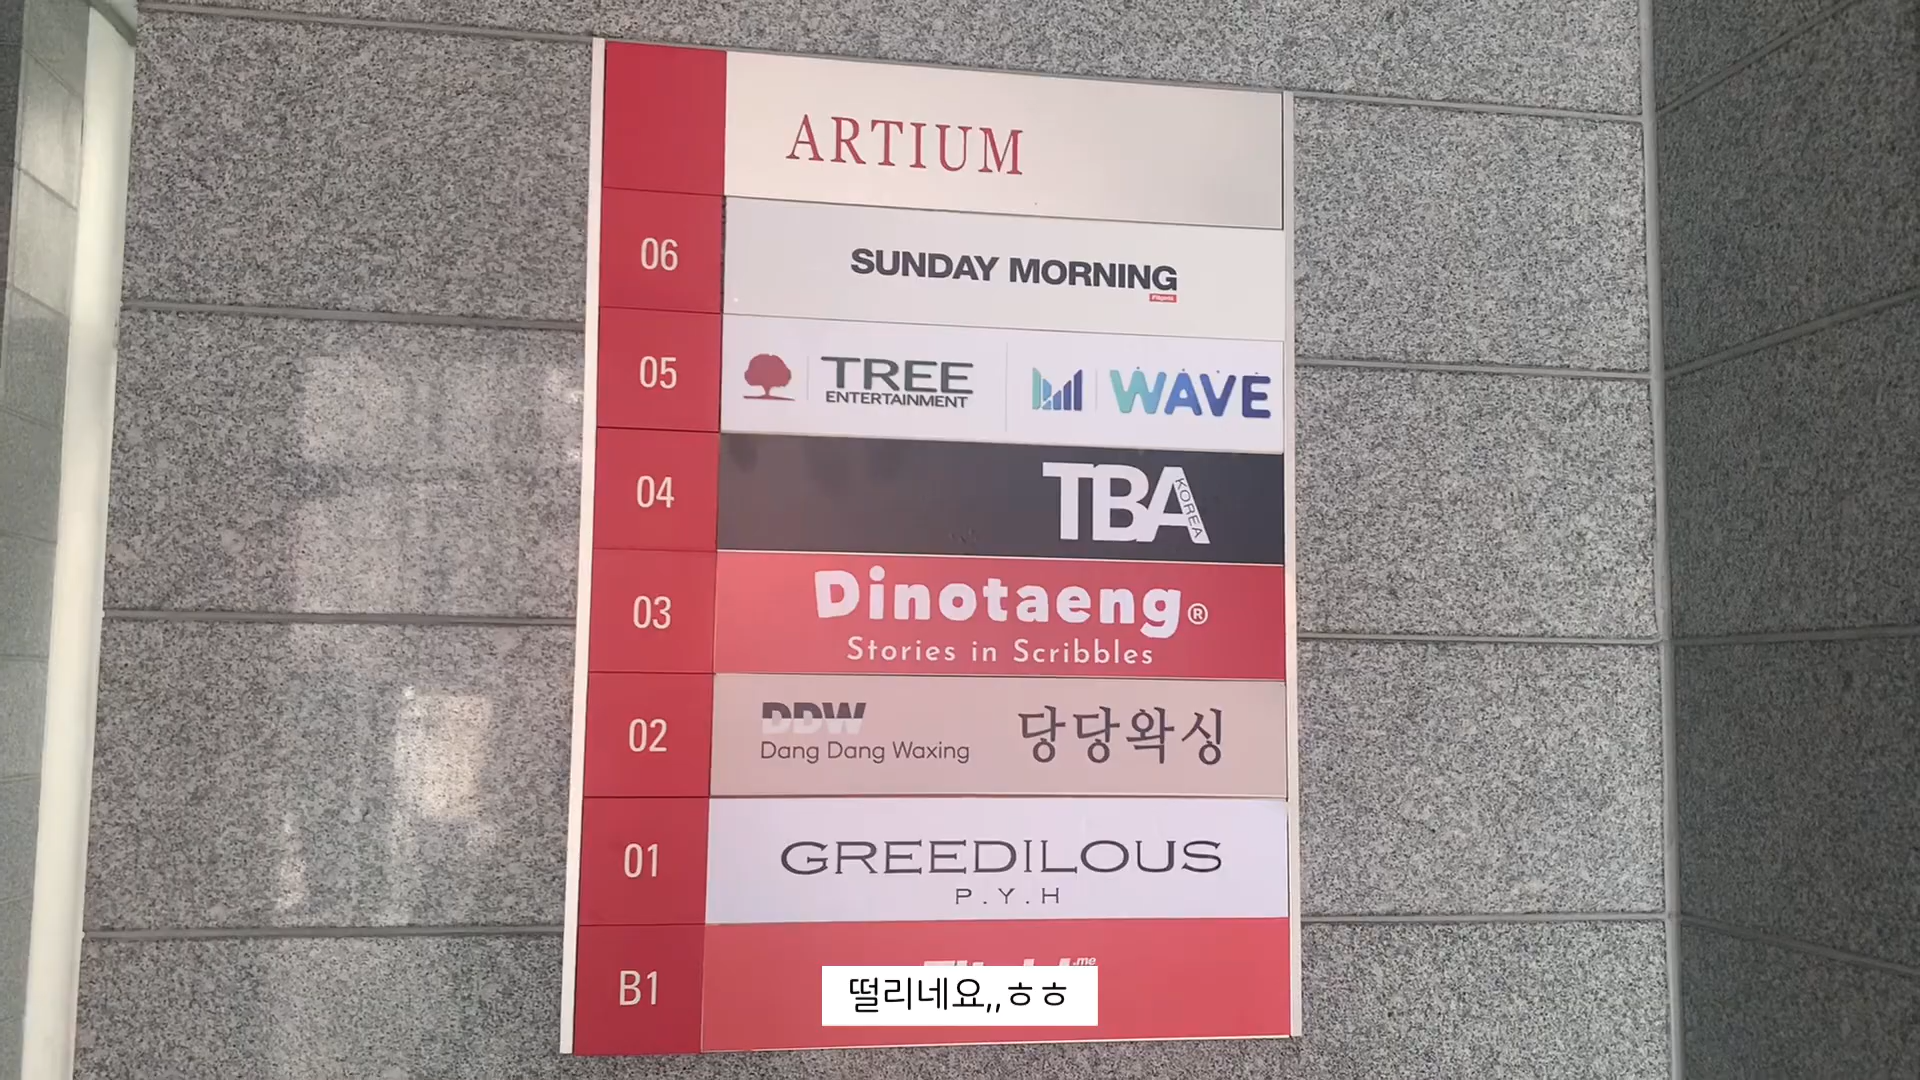 ARTIUM
06
SUNDAY MORNING
05
TREE
ENTERTAINMENT
WAVE
04
TBA
KOREA
03
Dinotaeng®
Stories in Scribbles
02
DDW
Dang Dang Waxing
당당왁싱
01
GREEDILOUS
P.Y.H
B1
.me
떨리네요,,ㅎㅎ